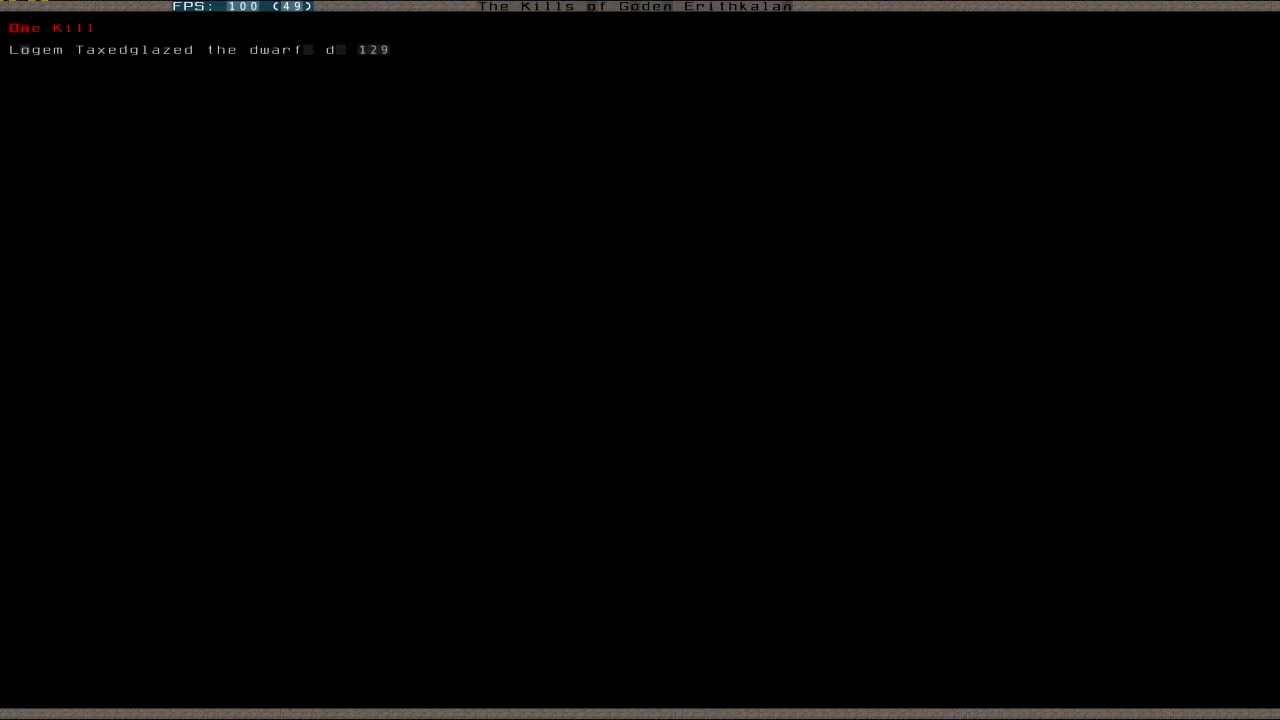 FPS: 100 (49) The Kills of Goden Erithkalan
One Kill
Logem Taxedglazed the dwarf d 129